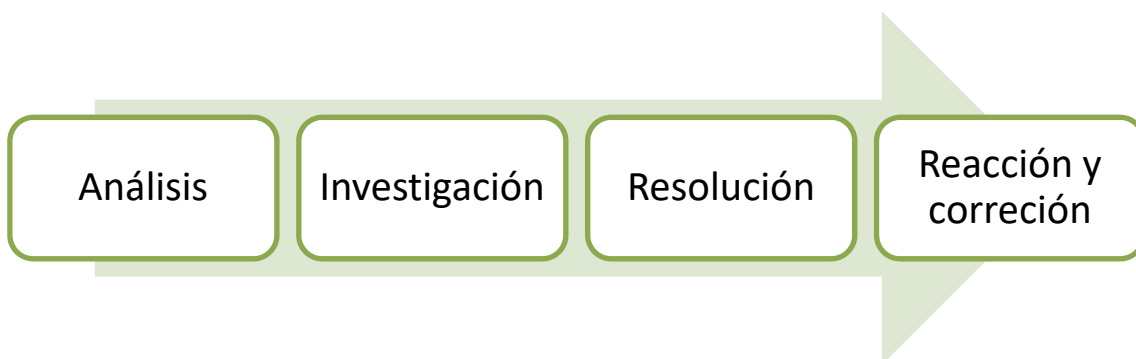 Análisis
Investigación
Resolución
Reacción y
correción